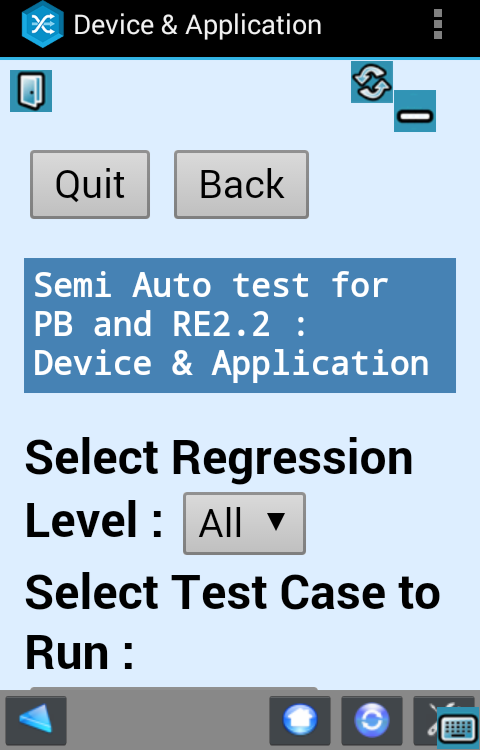 Device & Application
Quit
Back
Semi Auto test for
PB and RE2.2 :
Device & Application
Select Regression
Level :
All
Select Test Case to
Run :